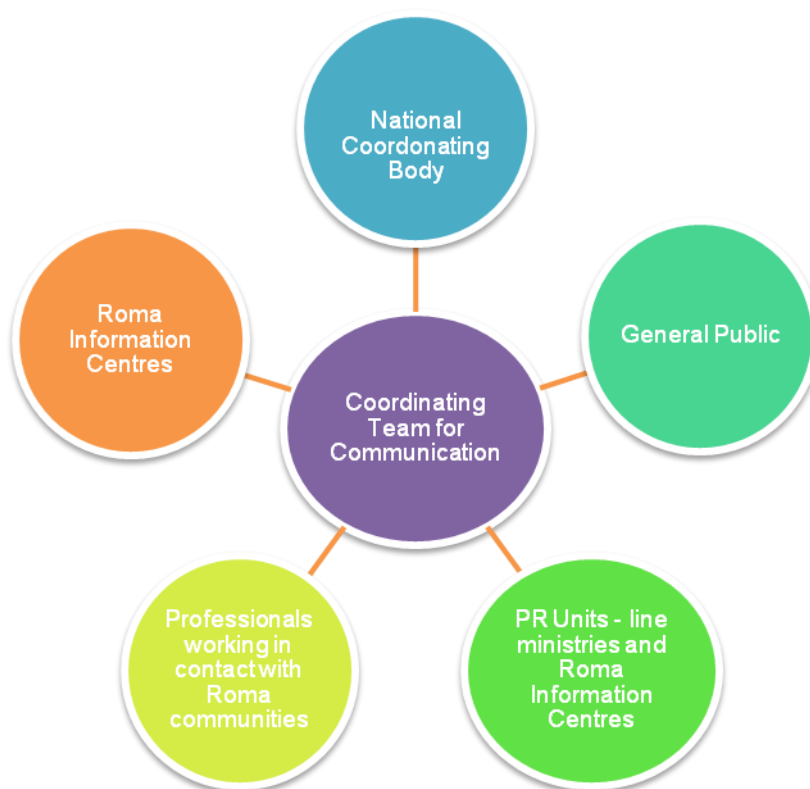 National
Coordonating
Body
Roma
Information
Centres
General Public
Coordinating
Team for
Communication
Professionals
working in
contact with
Roma
communities
PR Units - line
ministries and
Roma
Information
Centres